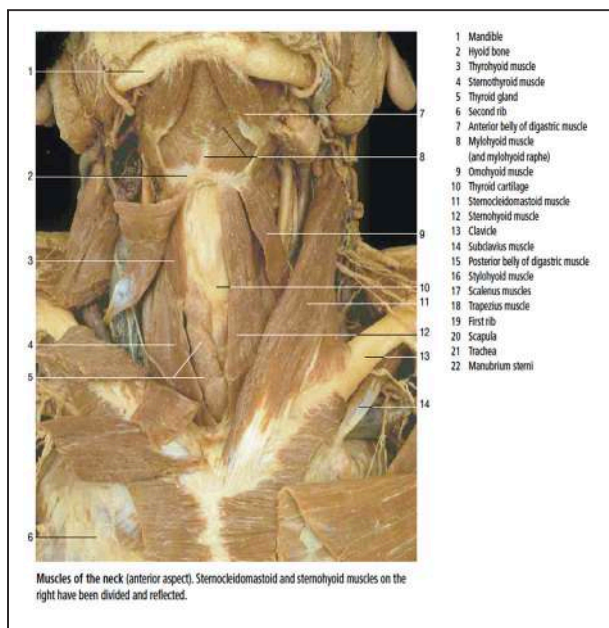 1 Mandible
2 Hyoid bone
3 Thyrohyoid muscle
4 Sternothyroid muscle
5 Thyroid gland
6 Second rib
7 Anterior belly of digastric muscle
8 Mylohyoid muscle
(and mylohyoid raphe)
9 Omohyoid muscle
10 Thyroid cartilage
11 Sternocleidomastoid muscle
12 Sternohyoid muscle
13 Clavicle
14 Subclavius muscle
15 Posterior belly of digastric muscle
16 Stylohyoid muscle
17 Scalenus muscles
18 Trapezius muscle
19 First rib
20 Scapula
21 Trachea
22 Manubrium sterni
1
2
3
4
5
6
7
8
9
10
11
12
13
14
Muscles of the neck (anterior aspect). Sternocleidomastoid and sternohyoid muscles on the
right have been divided and reflected.